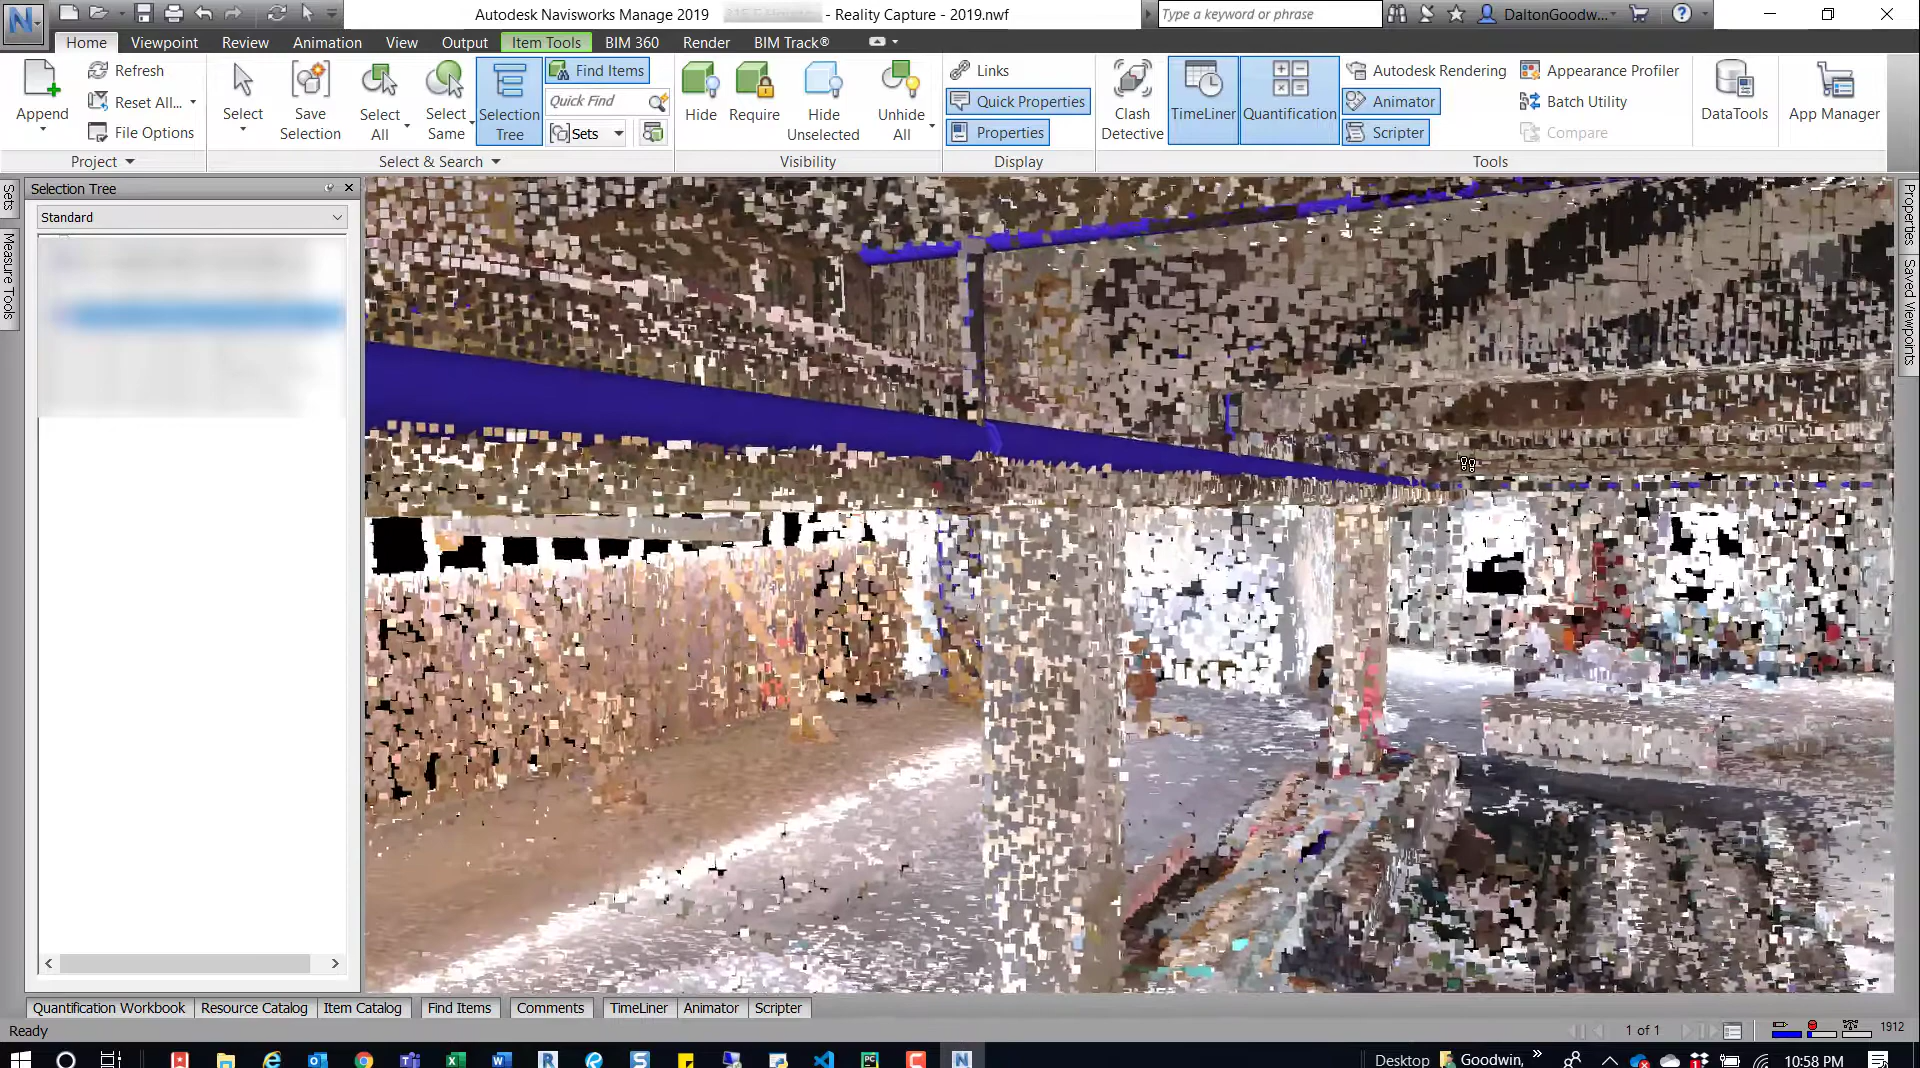 Autodesk Navisworks Manage 2019
- Reality Capture - 2019.nwf
Type a keyword or phrase
DaltonGoodw...
Home
Viewpoint
Review
Animation
View
Output
Item Tools
BIM 360
Render
BIM Track®
Append
Refresh
Reset All...
File Options
Project
Select
Save
Selection
Select
All
Select
Same
Selection
Tree
Find Items
Quick Find
Sets
Select & Search
Hide
Require
Hide
Unselected
Unhide
All
Visibility
Links
Quick Properties
Properties
Display
Clash
Detective
TimeLiner
Quantification
Autodesk Rendering
Animator
Scripter
Appearance Profiler
Batch Utility
Compare
Tools
DataTools
App Manager
Sets
Measure Tools
Selection Tree
Standard
Properties
Saved Viewpoints
Quantification Workbook
Resource Catalog
Item Catalog
Find Items
Comments
TimeLiner
Animator
Scripter
Ready
1 of 1
1912
Desktop
Goodwin,
10:58 PM